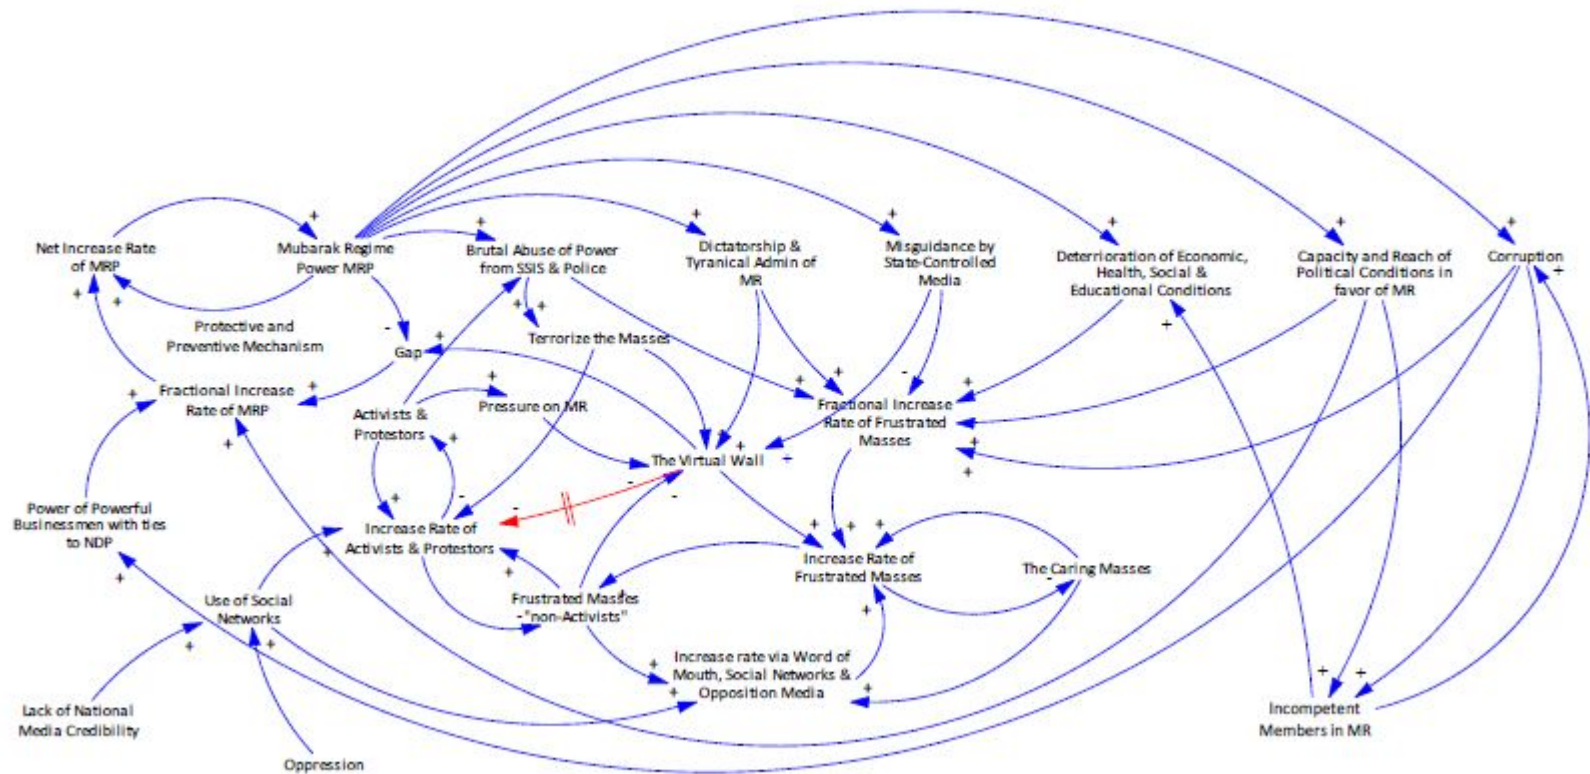 Net Increase Rate
of MRP
Mubarak Regime
Power MRP
Brutal Abuse of Power
from SSIS & Police
Dictatorship &
Tyranical Admin of
MR
Misguidance by
State-Controlled
Media
Deterioration of Economic,
Health, Social &
Educational Conditions
Capacity and Reach of
Political Conditions in
favor of MR
Corruption
Protective and
Preventive Mechanism
Gap
Terrorize the Masses
Fractional Increase
Rate of MRP
Activists &
Protestors
Pressure on MR
Fractional Increase
Rate of Frustrated
Masses
The Virtual Wall
Power of Powerful
Businessmen with ties
to NDP
Increase Rate of
Activists & Protestors
Increase Rate of
Frustrated Masses
The Caring Masses
Use of Social
Networks
Frustrated Masses
"non-Activists"
Increase rate via Word of
Mouth, Social Networks &
Opposition Media
Lack of National
Media Credibility
Oppression
Incompetent
Members in MR